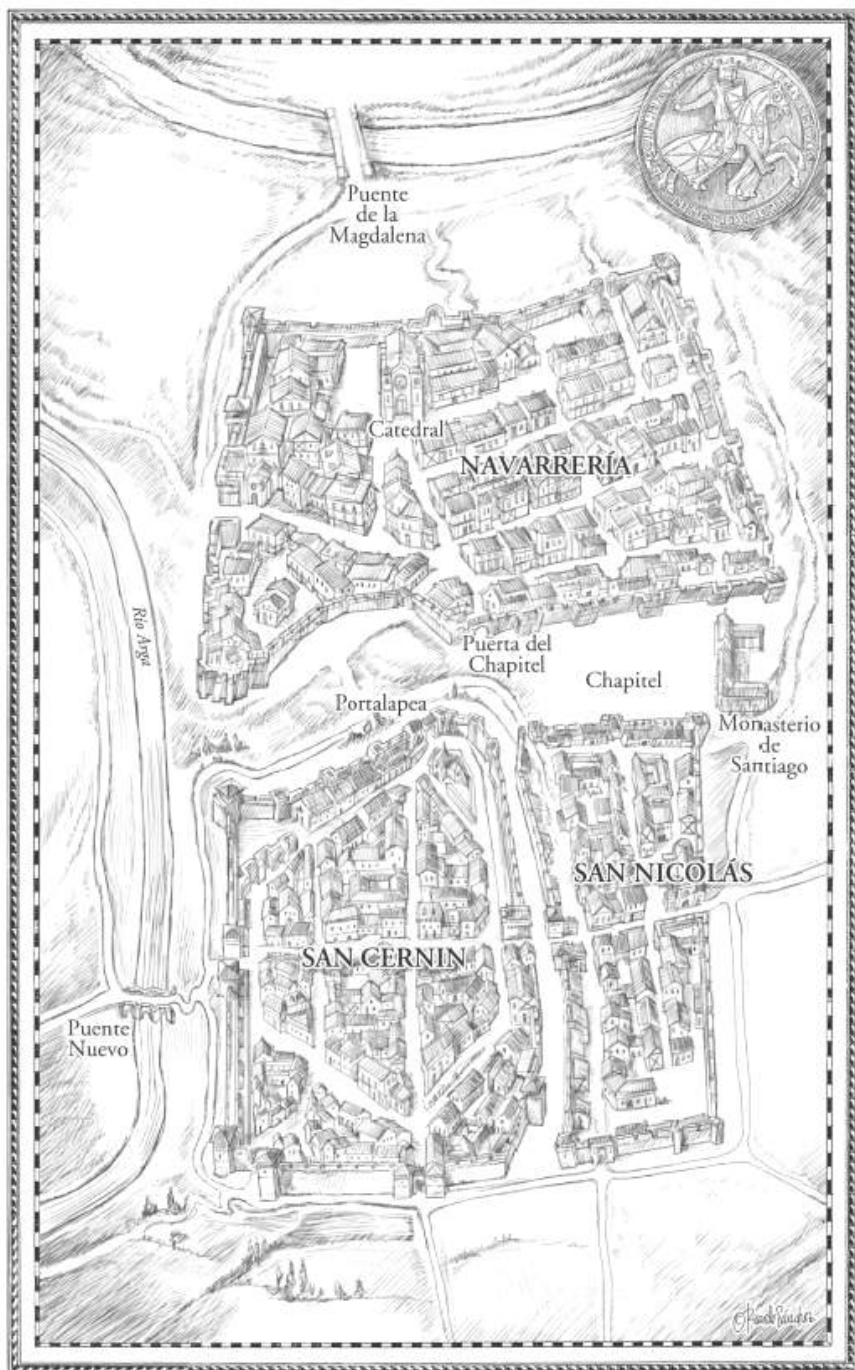 Puente
de la
Magdalena
Catedral
NAVARRERÍA
Río Arga
Puerta del
Chapitel
Chapitel
Portalapea
Monasterio
de
Santiago
SAN NICOLÁS
SAN CERNIN
Puente
Nuevo